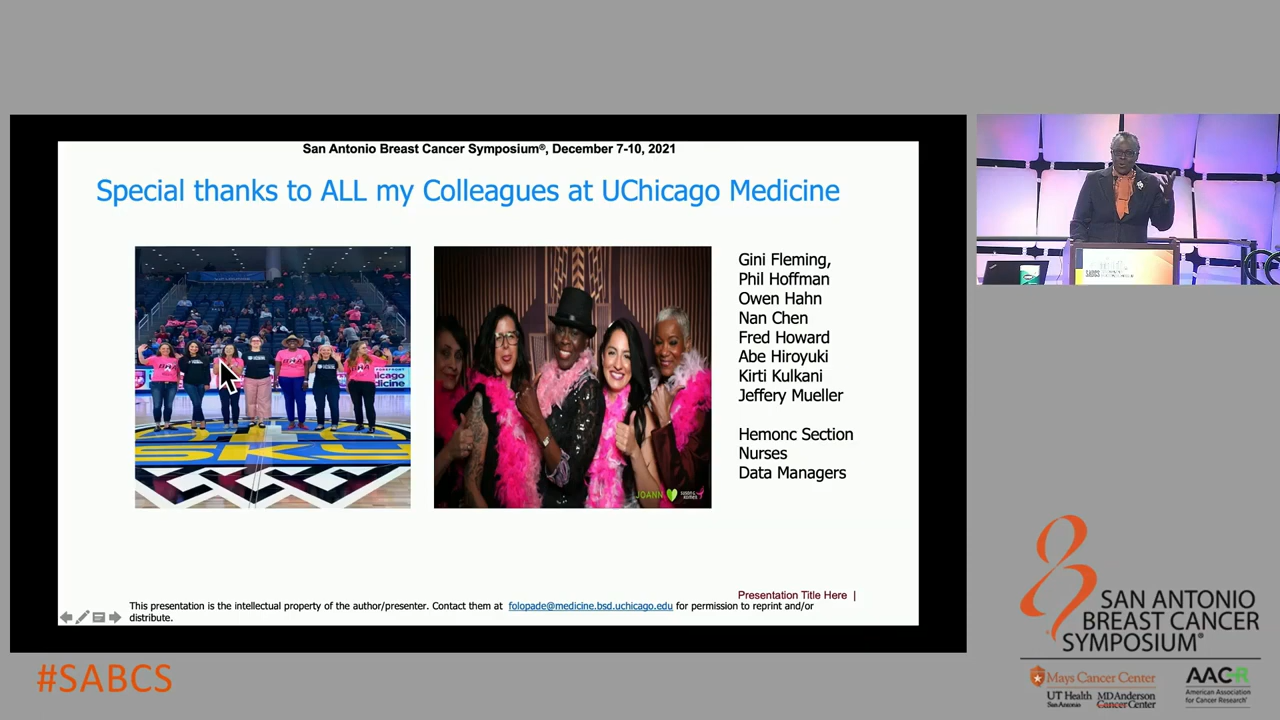 San Antonio Breast Cancer Symposium®, December 7-10, 2021
Special thanks to ALL my Colleagues at UChicago Medicine
Gini Fleming,
Phil Hoffman
Owen Hahn
Nan Chen
Fred Howard
Abe Hiroyuki
Kirti Kulkani
Jeffery Mueller
Hemonc Section
Nurses
Data Managers
SKY
icago
dicine
JOANN
Presentation Title Here |
This presentation is the intellectual property of the author/presenter. Contact them at folopade@medicine.bsd.uchicago.edu for permission to reprint and/or
distribute.
#SABCS
SAN ANTONIO
BREAST CANCER
SYMPOSIUM®
Mays Cancer Center
UT Health
San Antonio
MD Anderson
Cancer Center
AACR
American Association
for Cancer Research®